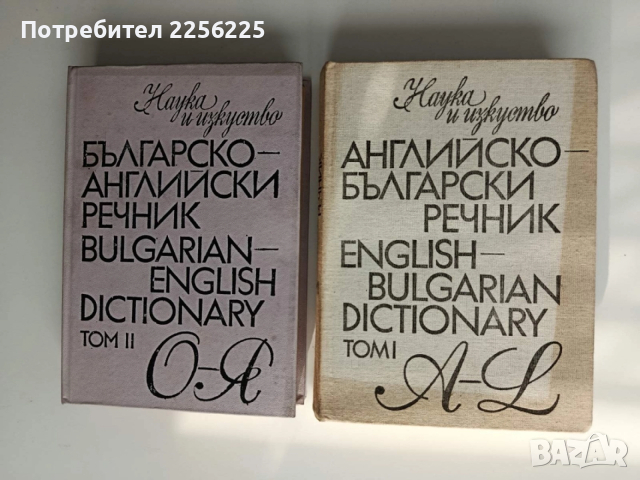 Потребител 2256225
Наука
и изкуство
БЪЛГАРСКО–
АНГЛИЙСКИ
РЕЧНИК
BULGARIAN–
ENGLISH
DICTIONARY
ТОМ II
О–Я
Наука
и изкуство
АНГЛИЙСКО–
БЪЛГАРСКИ
РЕЧНИК
ENGLISH–
BULGARIAN
DICTIONARY
ТОМ I
A–L
BAZAR